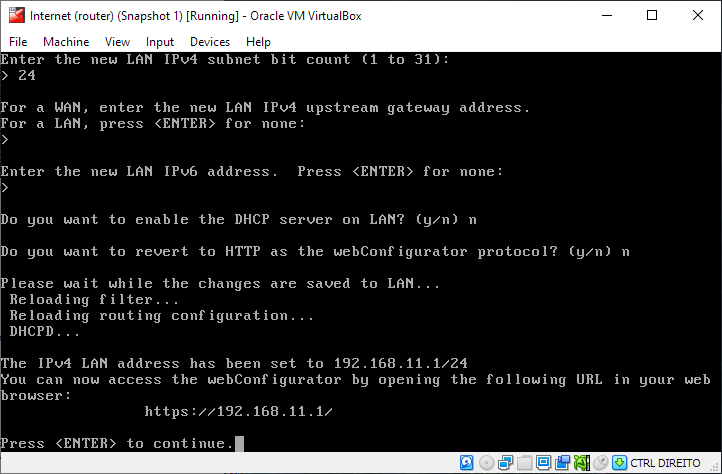 Internet (router) (Snapshot 1) [Running] - Oracle VM VirtualBox
File Machine View Input Devices Help
Enter the new LAN IPv4 subnet bit count (1 to 31):
> 24
For a WAN, enter the new LAN IPv4 upstream gateway address.
For a LAN, press <ENTER> for none:
>
Enter the new LAN IPv6 address.  Press <ENTER> for none:
>
Do you want to enable the DHCP server on LAN? (y/n) n
Do you want to revert to HTTP as the webConfigurator protocol? (y/n) n
Please wait while the changes are saved to LAN...
Reloading filter...
Reloading routing configuration...
DHCPD...
The IPv4 LAN address has been set to 192.168.11.1/24
You can now access the webConfigurator by opening the following URL in your web
browser:
https://192.168.11.1/
Press <ENTER> to continue.
CTRL DIREITO